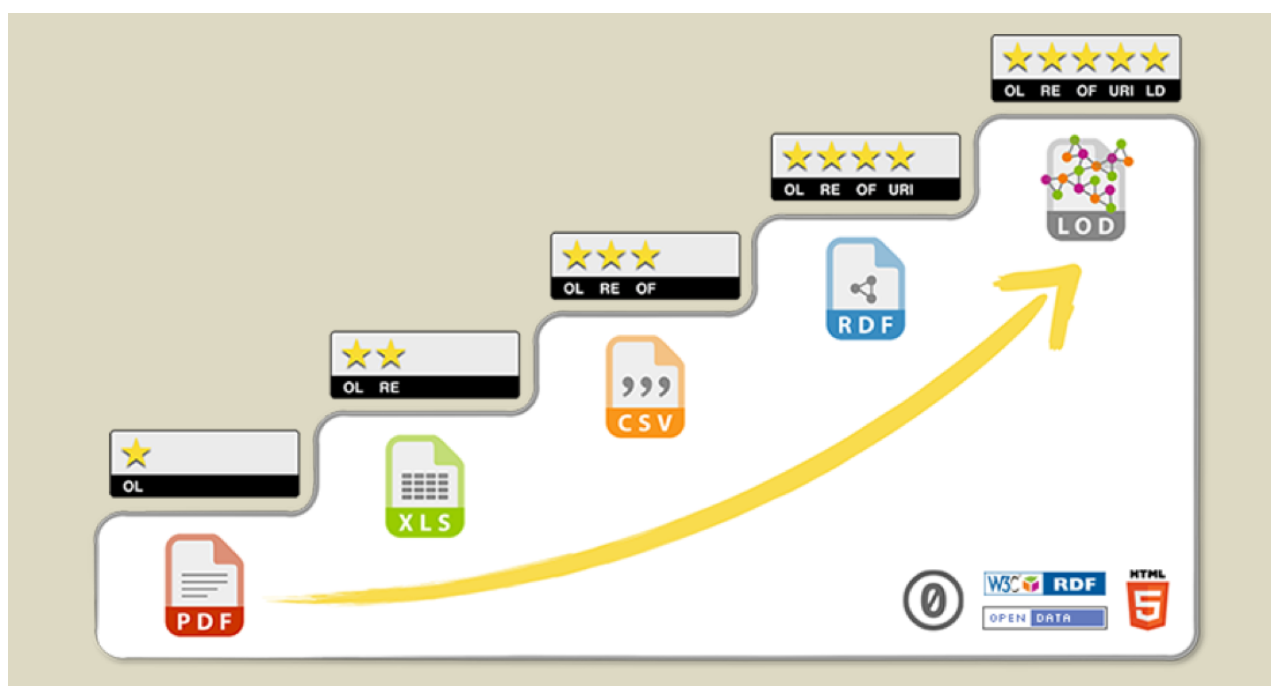 OL RE OF URI LD
LOD
OL RE OF URI
RDF
OL RE OF
CSV
OL RE
XLS
OL
PDF
0
W3C RDF
OPEN DATA
HTML
5